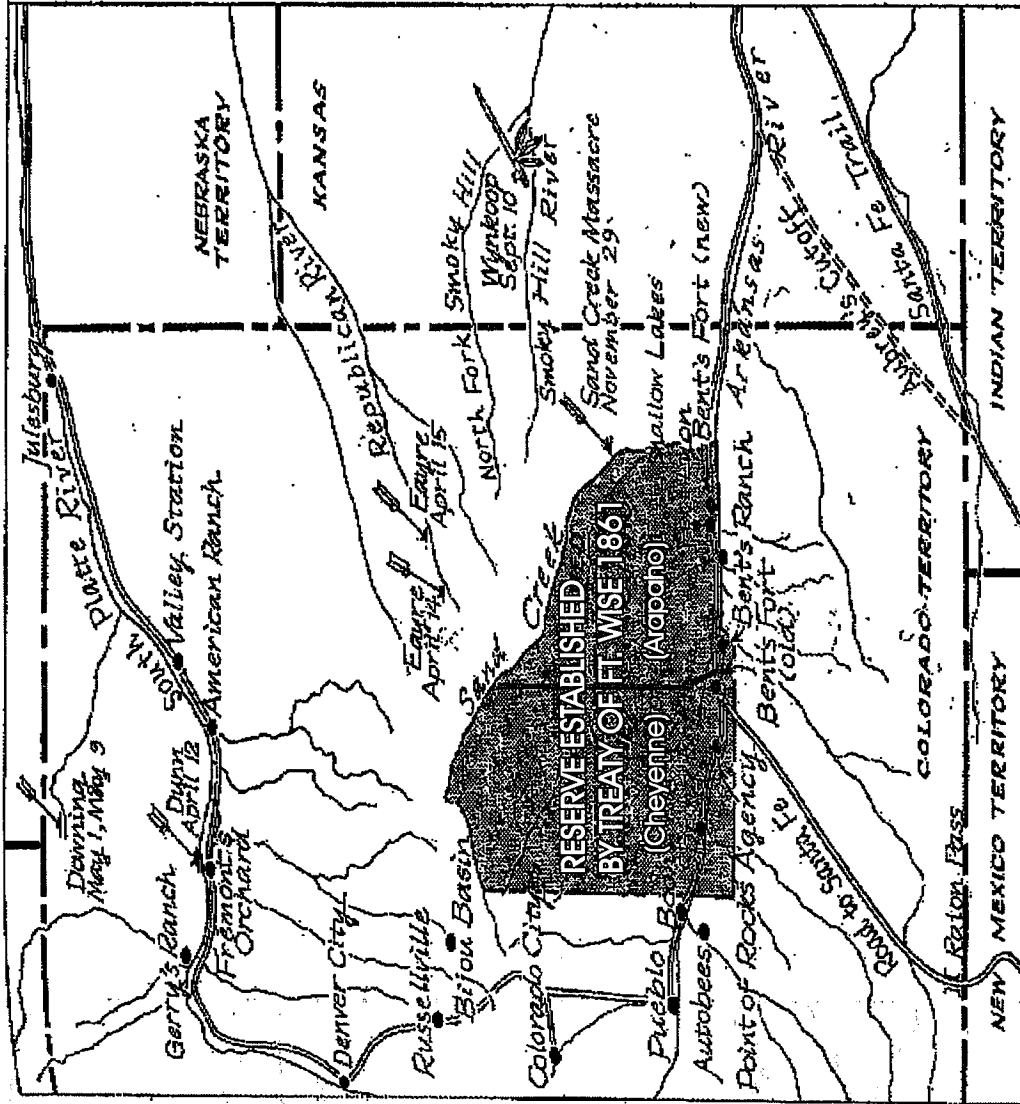 NEBRASKA
TERRITORY
KANSAS
Julesburg
South Platte River
Valley Station
American Ranch
Downing
May 1, May 9
Dunn
April 12
Gerry's Ranch
Fremont's
Orchard
Denver City
Republican River
Eayre
April 15
Eayre
April 14
North Fork Smoky Hill
Wynkoop
Sept. 10
Smoky Hill River
Sand Creek Massacre
November 29
Russellville
Bijou Basin
Sand Creek
Colorado City
RESERVE ESTABLISHED
BY TREATY OF FT. WISE 1861
(Cheyenne) (Alapano)
Lakes
Bent's Fort (new)
Pueblo
Autobees
Point of Rocks Agency
Bent's Ranch
Bents Fort
(old)
Arkansas River
Aubrey's Cutoff
Santa Fe Trail
Road to Santa Fe
Raton Pass
COLORADO TERRITORY
NEW MEXICO TERRITORY
INDIAN TERRITORY